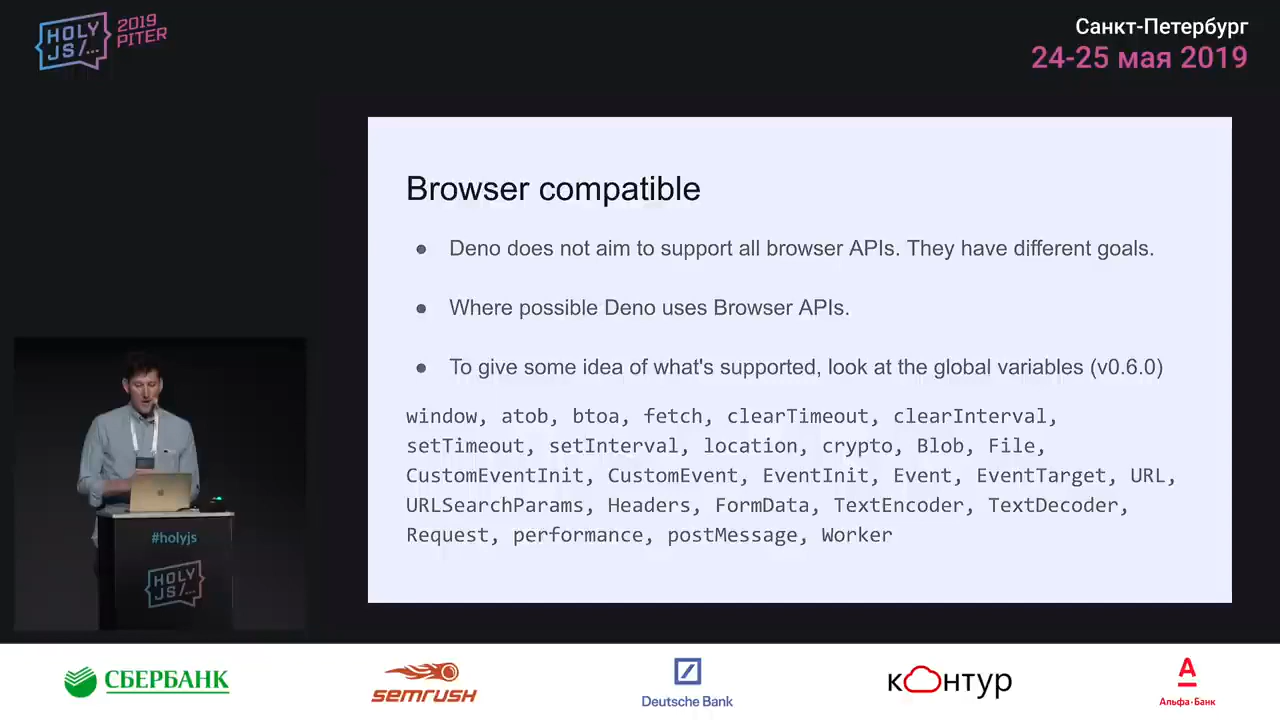 HOLY
JS/...
2019
PITER
Санкт-Петербург
24-25 мая 2019
Browser compatible
● Deno does not aim to support all browser APIs. They have different goals.
● Where possible Deno uses Browser APIs.
● To give some idea of what's supported, look at the global variables (v0.6.0)
window, atob, btoa, fetch, clearTimeout, clearInterval,
setTimeout, setInterval, location, crypto, Blob, File,
CustomEventInit, CustomEvent, EventInit, Event, EventTarget, URL,
URLSearchParams, Headers, FormData, TextEncoder, TextDecoder,
Request, performance, postMessage, Worker
#holyjs
HOLY
JS/...
СБЕРБАНК
semrush
Deutsche Bank
кОнтур
А
Альфа·Банк